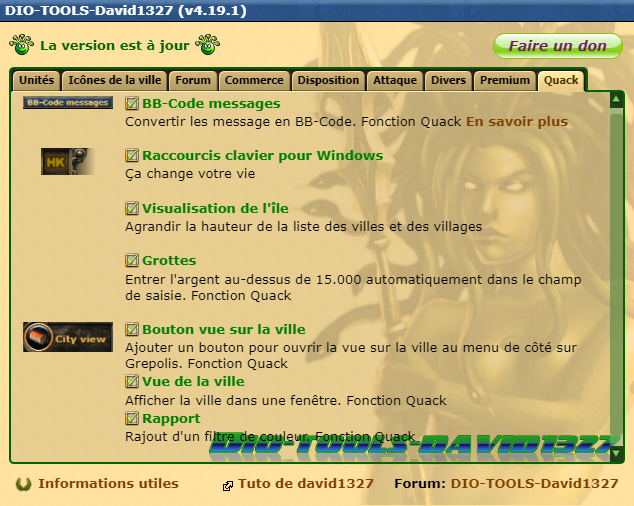 DIO-TOOLS-David1327 (v4.19.1)
La version est à jour
Faire un don
Unités Icônes de la ville Forum Commerce Disposition Attaque Divers Premium Quack
BB-Code messages BB-Code messages
Convertir les message en BB-Code. Fonction Quack En savoir plus
HK Raccourcis clavier pour Windows
Ça change votre vie
Visualisation de l'île
Agrandir la hauteur de la liste des villes et des villages
Grottes
Entrer l'argent au-dessus de 15.000 automatiquement dans le champ
de saisie. Fonction Quack
City view Bouton vue sur la ville
Ajouter un bouton pour ouvrir la vue sur la ville au menu de côté sur
Grepolis. Fonction Quack
Vue de la ville
Afficher la ville dans une fenêtre. Fonction Quack
Rapport
Rajout d'un filtre de couleur. Fonction Quack
DIO-TOOLS-DAVID1327
Informations utiles Tuto de david1327 Forum: DIO-TOOLS-David1327